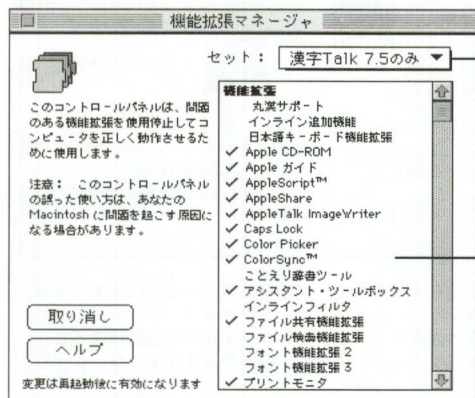 機能拡張マネージャ
セット： 漢字Talk 7.5のみ
このコントロールパネルは、問題
のある機能拡張を使用停止してコ
ンピュータを正しく動作させるた
めに使用します。
注意： このコントロールパネル
の誤った使い方は、あなたの
Macintosh に問題を起こす原因に
なる場合があります。
取り消し
ヘルプ
変更は再起動後に有効になります
機能拡張
丸漢サポート
インライン追加機能
日本語キーボード機能拡張
✓ Apple CD-ROM
✓ Apple ガイド
✓ AppleScript™
✓ AppleShare
✓ AppleTalk ImageWriter
✓ Caps Lock
✓ Color Picker
✓ ColorSync™
ことえり辞書ツール
✓ アシスタント・ツールボックス
インラインフィルタ
✓ ファイル共有機能拡張
ファイル検索機能拡張
フォント機能拡張 2
フォント機能拡張 3
✓ プリントモニタ